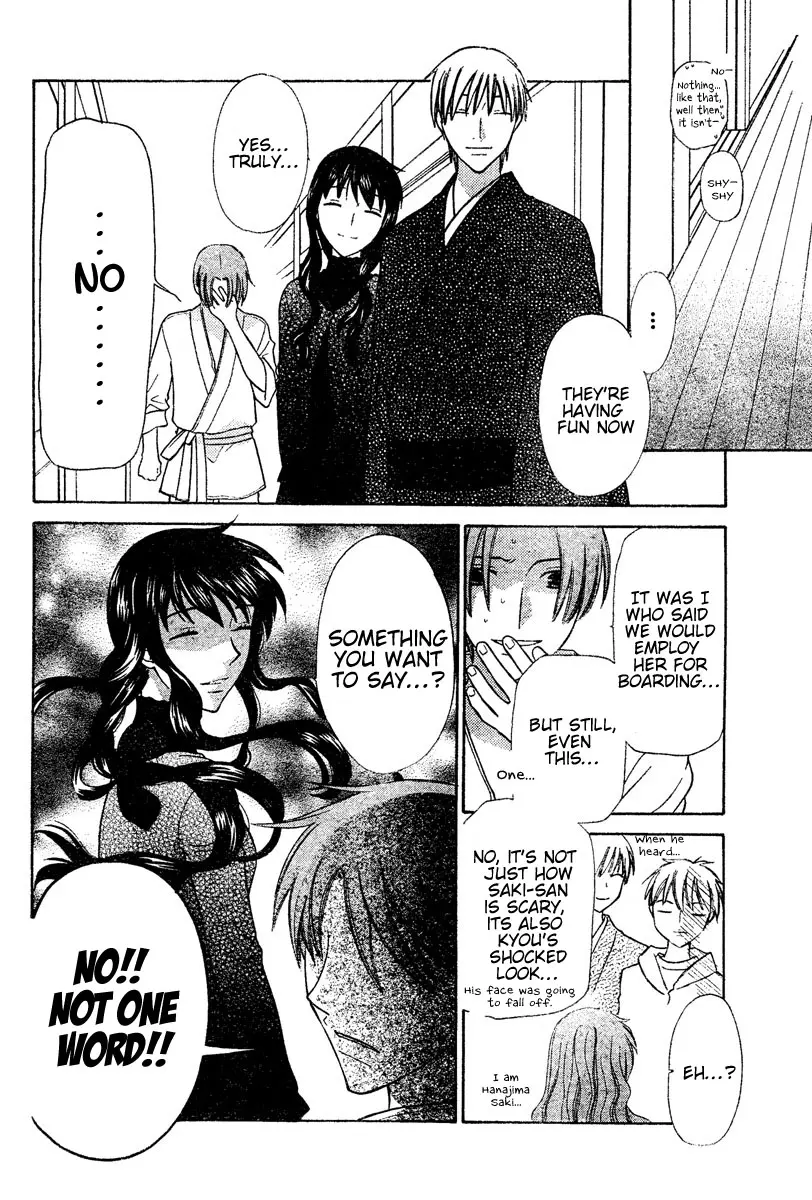 No—
Nothing...
like that,
well then,
it isn't—
SHY—
SHY
...
THEY'RE
HAVING
FUN NOW
YES...
TRULY...
...
NO
.......
IT WAS I
WHO SAID
WE WOULD
EMPLOY
HER FOR
BOARDING...
BUT STILL,
EVEN
THIS...
One...
SOMETHING
YOU WANT
TO SAY...?
NO!!
NOT ONE
WORD!!
When he
heard...
NO, IT'S NOT
JUST HOW
SAKI-SAN
IS SCARY,
ITS ALSO
KYOU'S
SHOCKED
LOOK...
His face was going
to fall off.
EH...?
I am
Hanajima
Saki...